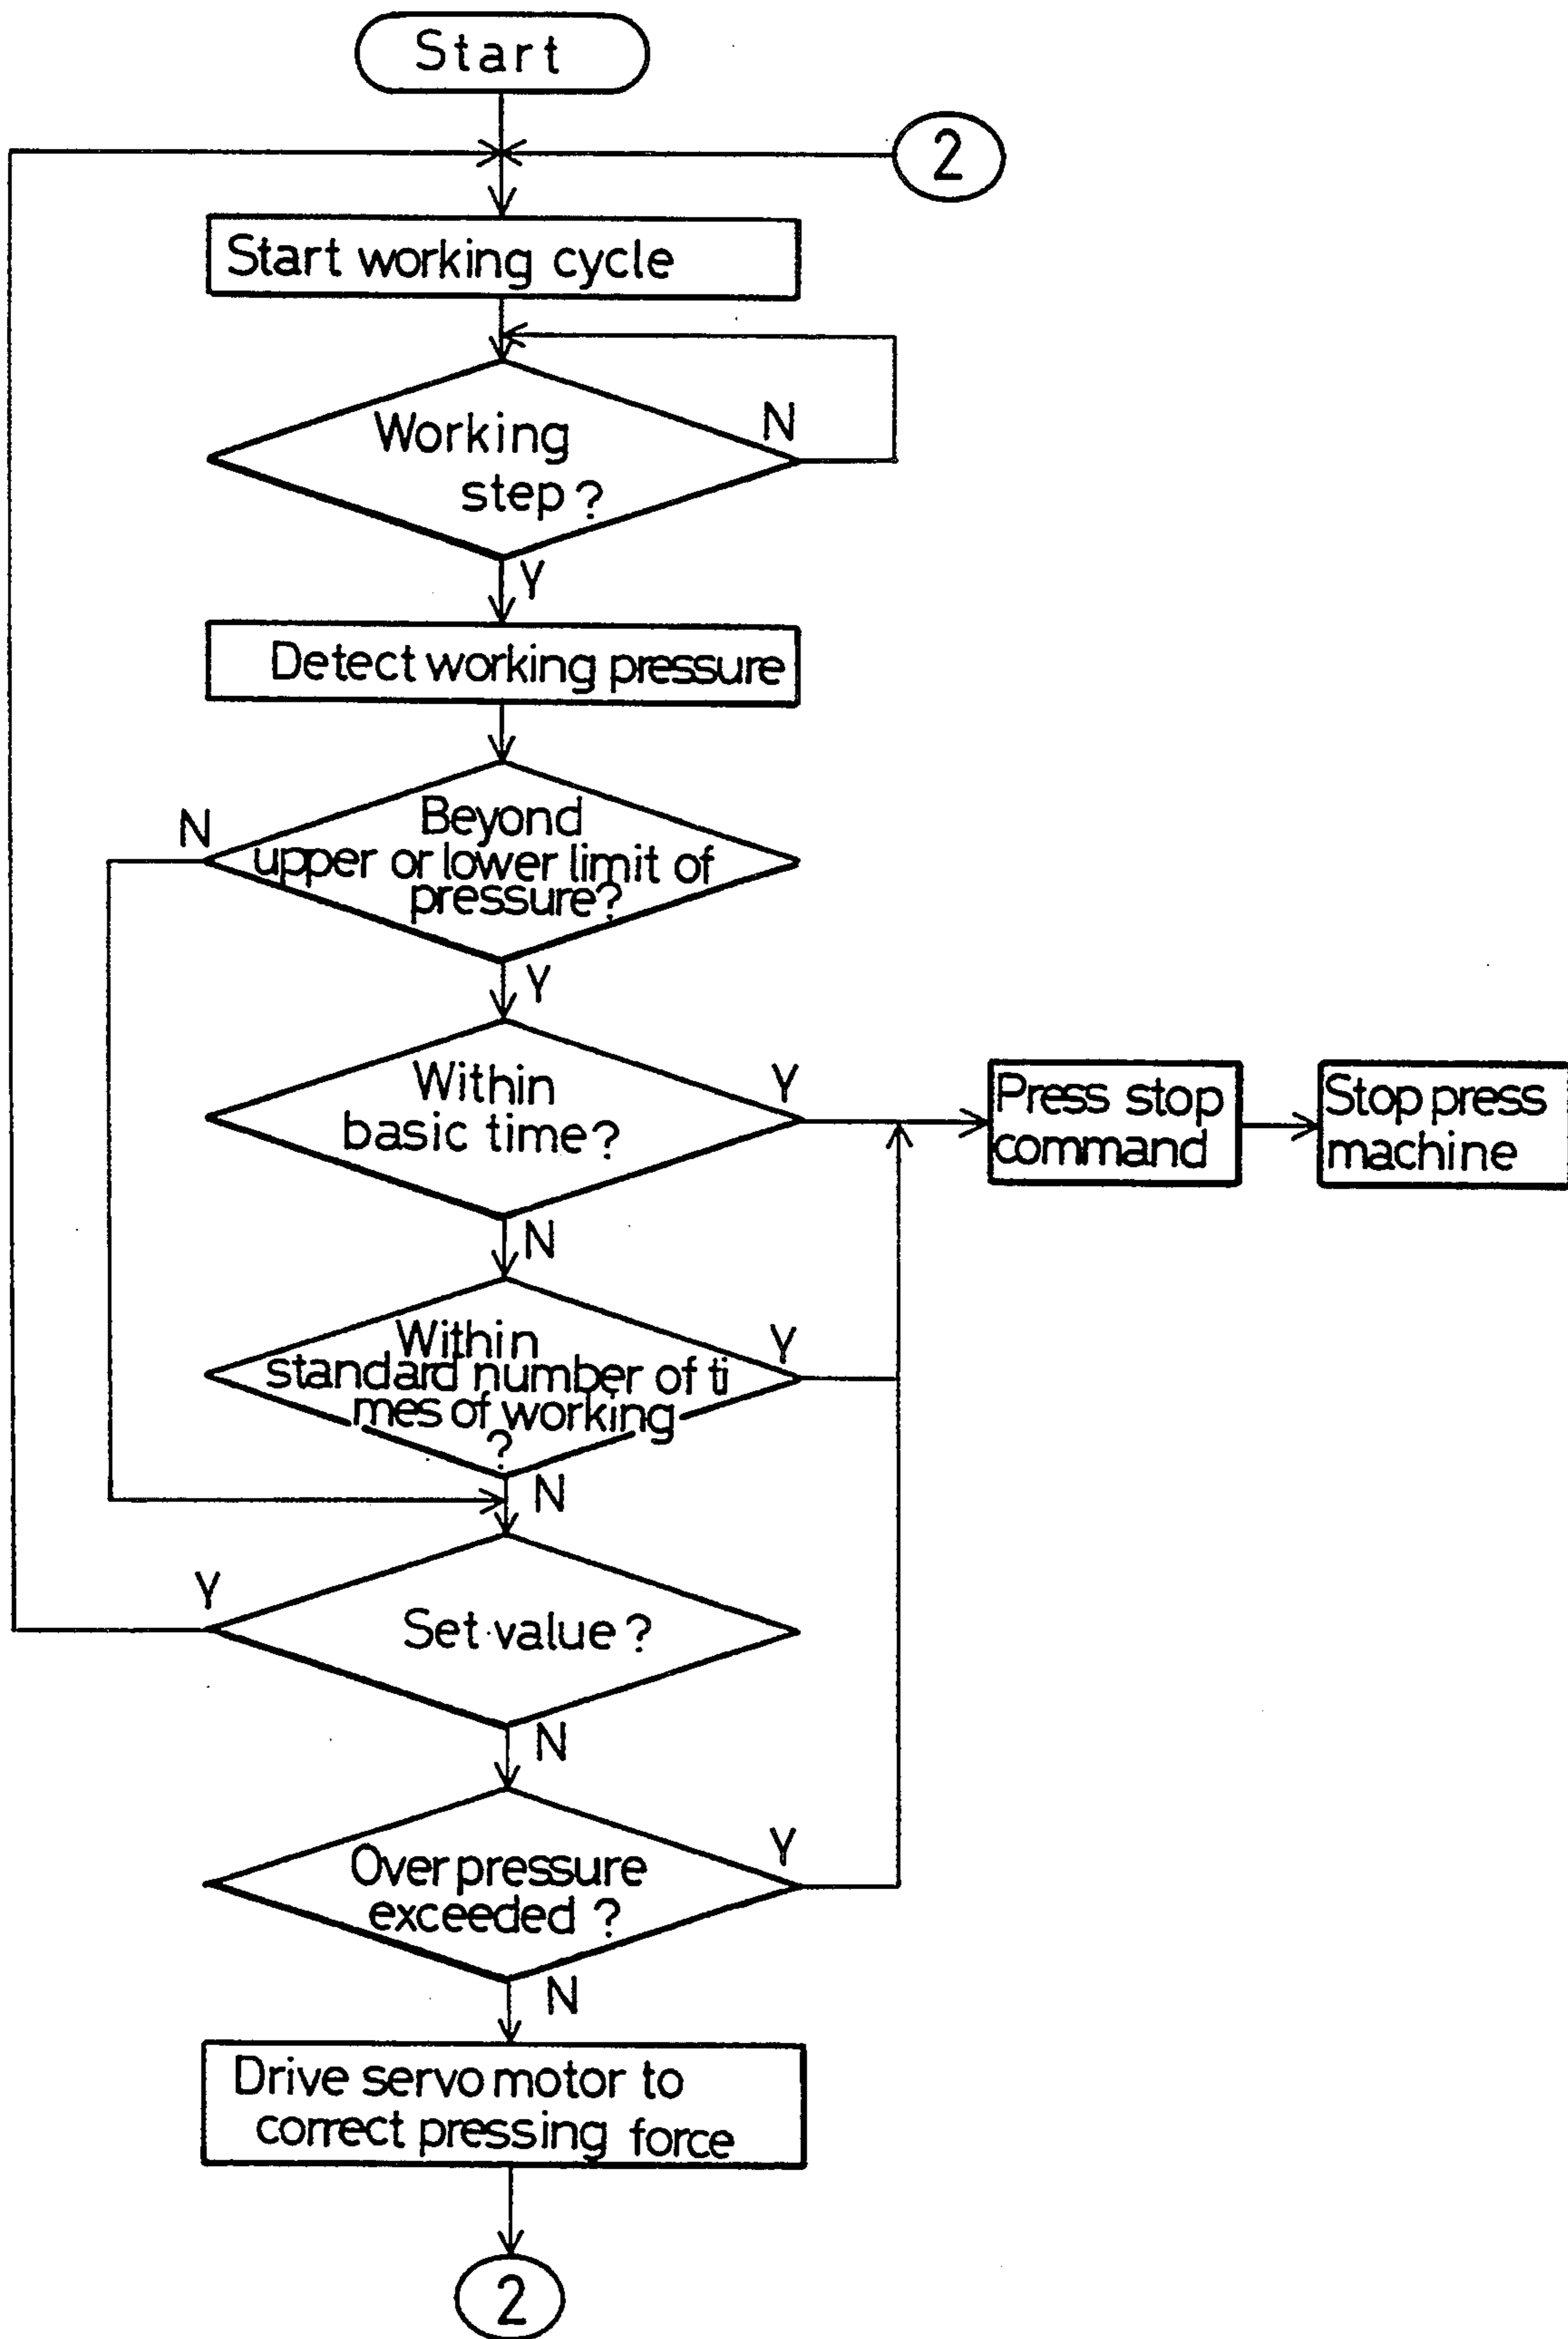 Start
2
Start working cycle
N
Working
step?
Y
Detect working pressure
N
Beyond
upper or lower limit of
pressure?
Y
Within
basic time?
Y
Press stop
command
Stop press
machine
N
Within
standard number of ti
mes of working
?
Y
N
Y
Set value?
N
Over pressure
exceeded ?
Y
N
Drive servo motor to
correct pressing force
2